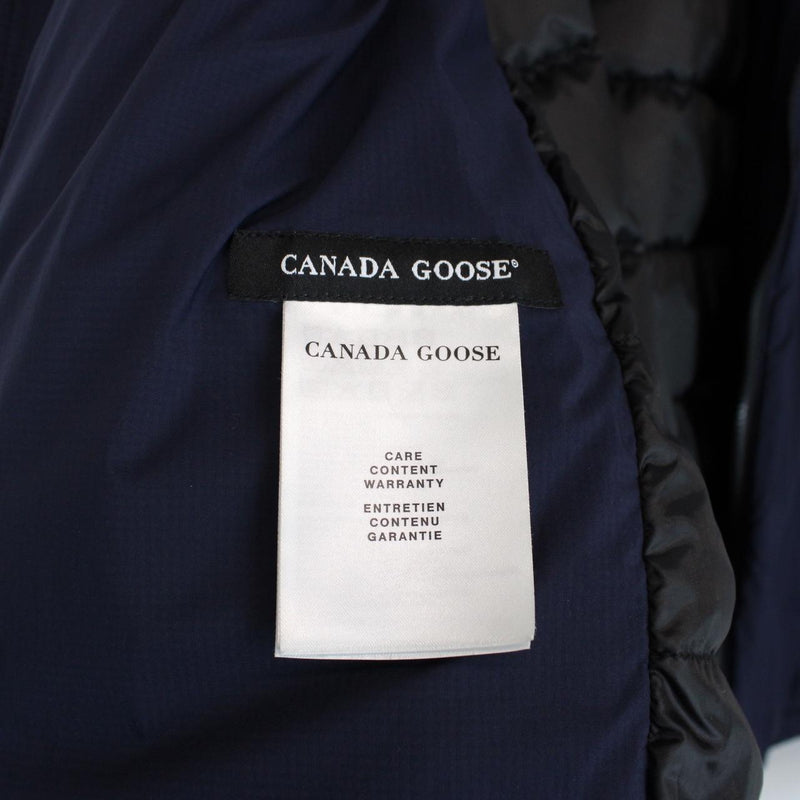 CANADA GOOSE®
CANADA GOOSE
CARE
CONTENT
WARRANTY
ENTRETIEN
CONTENU
GARANTIE